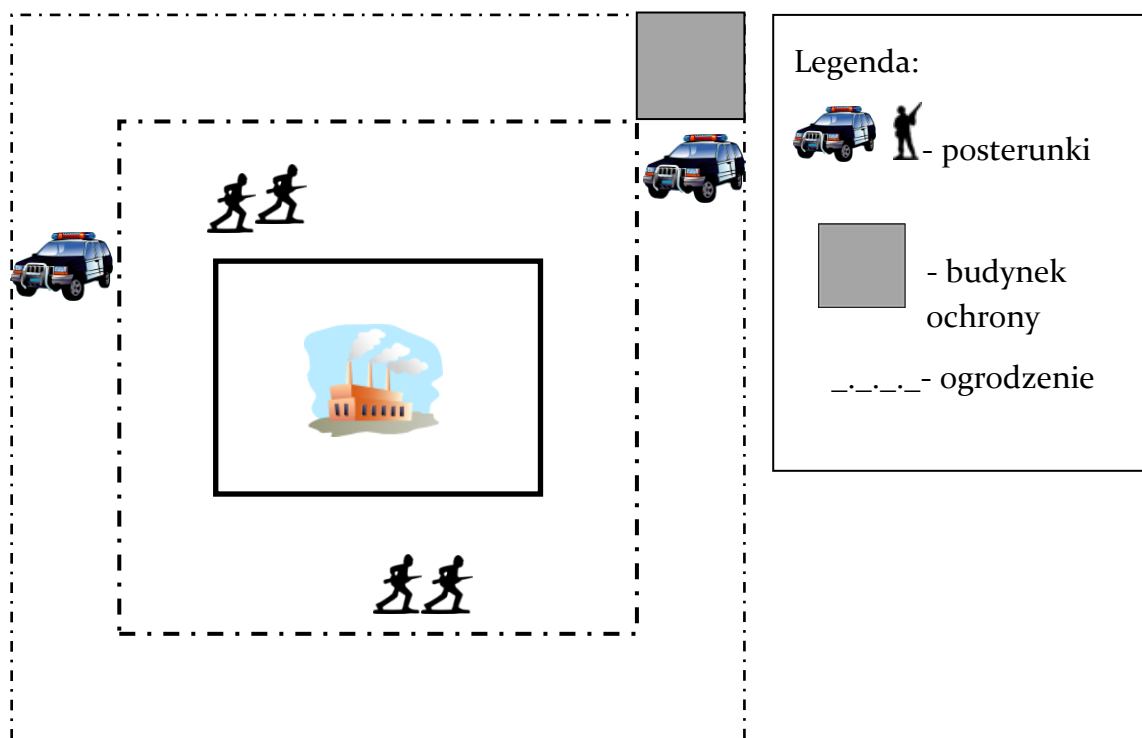 Legenda:
- posterunki
- budynek
ochrony
_._._._- ogrodzenie